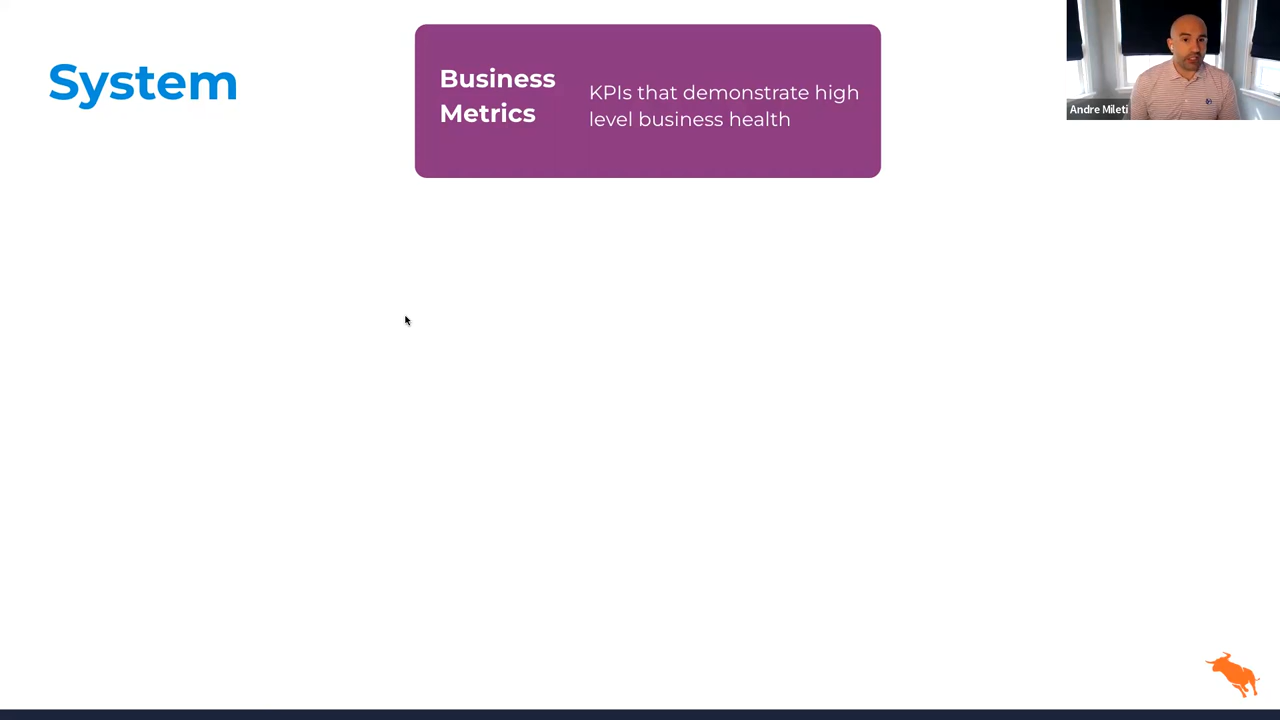 System
Business
Metrics
KPIs that demonstrate high
level business health
Andre Mileti